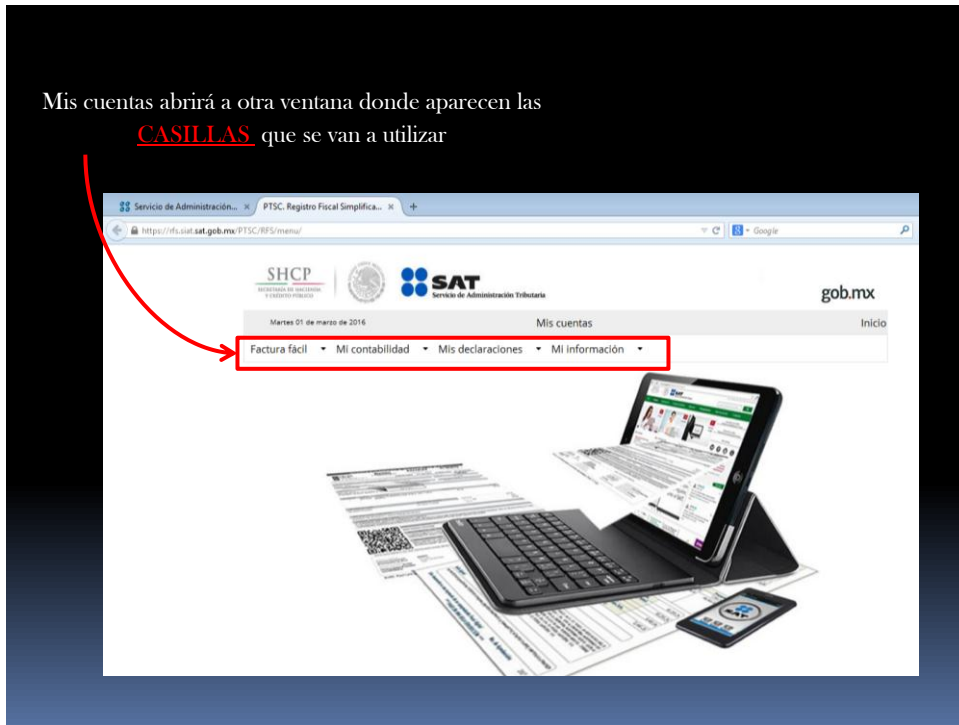 Mis cuentas abrirá a otra ventana donde aparecen las
CASILLAS que se van a utilizar
Servicio de Administración... × PTSC. Registro Fiscal Simplifica... × +
https://rfs.siat.sat.gob.mx/PTSC/RFS/menu/
Google
SHCP
SECRETARÍA DE HACIENDA
Y CRÉDITO PÚBLICO
SAT
Servicio de Administración Tributaria
gob.mx
Martes 01 de marzo de 2016 Mis cuentas Inicio
Factura fácil Mi contabilidad Mis declaraciones Mi información
SAT